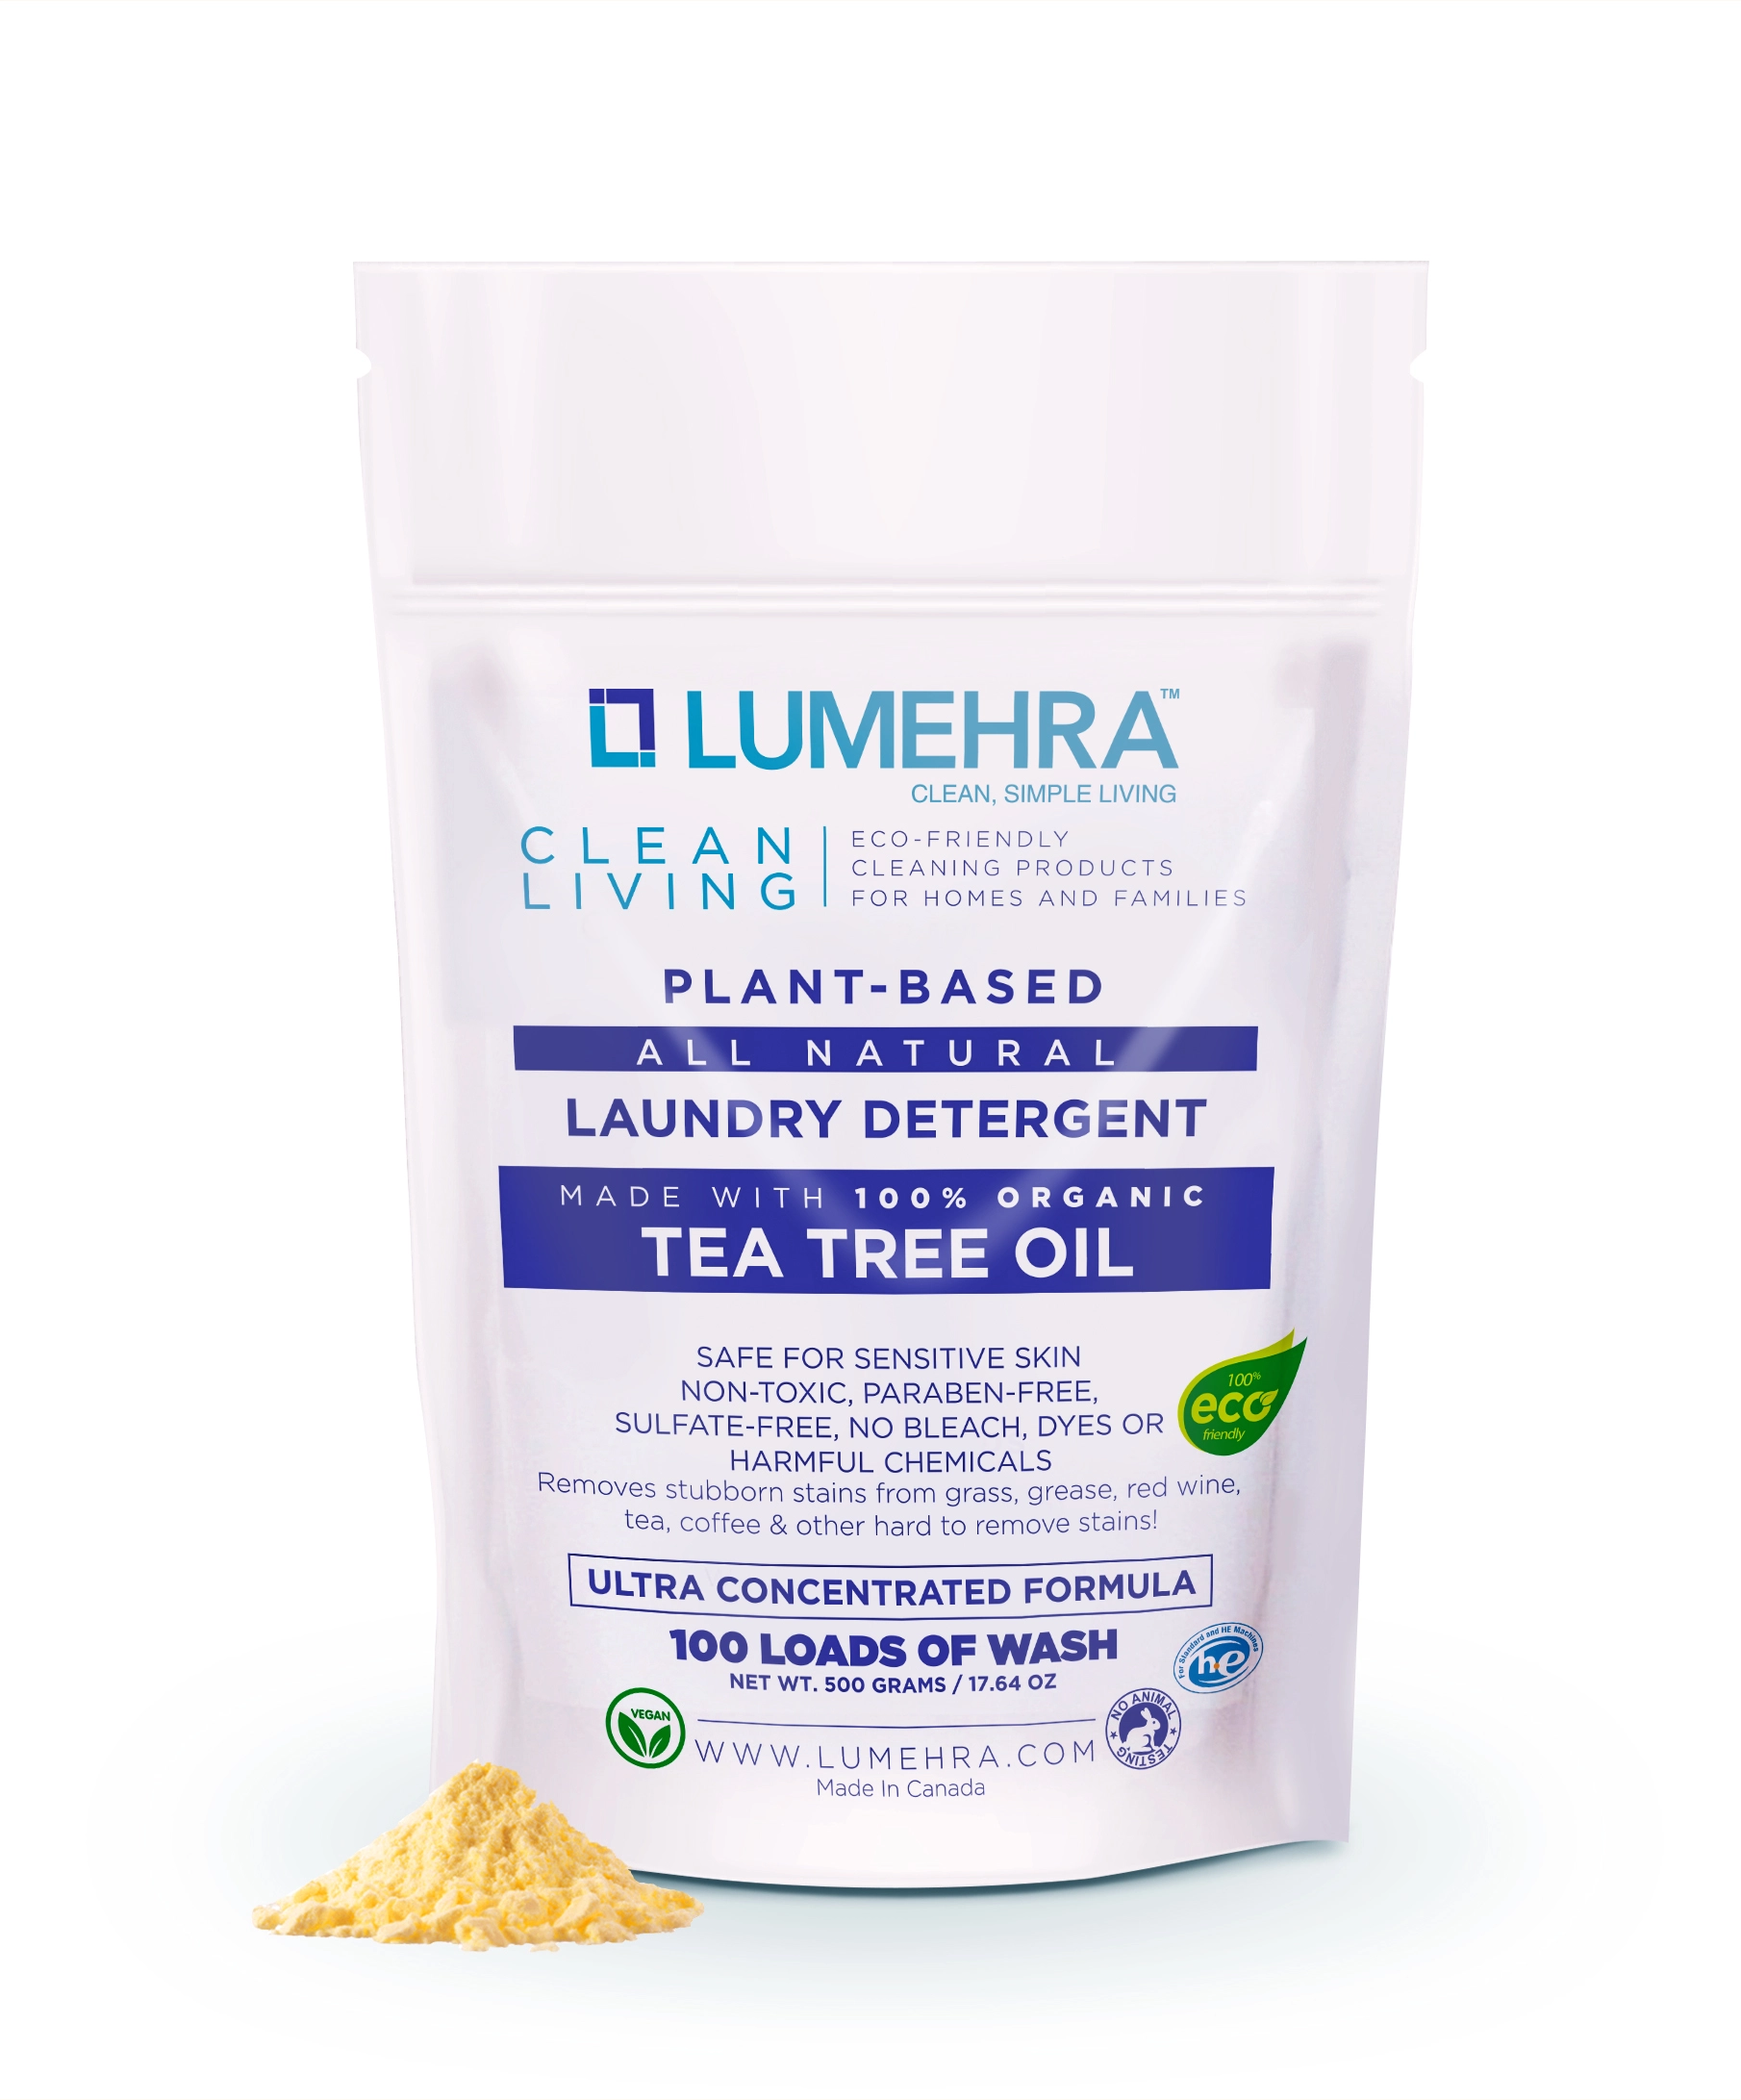 LUMEHRA™
CLEAN, SIMPLE LIVING
CLEAN
LIVING
ECO-FRIENDLY
CLEANING PRODUCTS
FOR HOMES AND FAMILIES
PLANT-BASED
ALL NATURAL
LAUNDRY DETERGENT
MADE WITH 100% ORGANIC
TEA TREE OIL
SAFE FOR SENSITIVE SKIN
NON-TOXIC, PARABEN-FREE,
SULFATE-FREE, NO BLEACH, DYES OR
HARMFUL CHEMICALS
100%
eco
friendly
Removes stubborn stains from grass, grease, red wine,
tea, coffee & other hard to remove stains!
ULTRA CONCENTRATED FORMULA
100 LOADS OF WASH
NET WT. 500 GRAMS / 17.64 OZ
For Standard and HE Machines
he
VEGAN
NO ANIMAL
TESTING
WWW.LUMEHRA.COM
Made In Canada